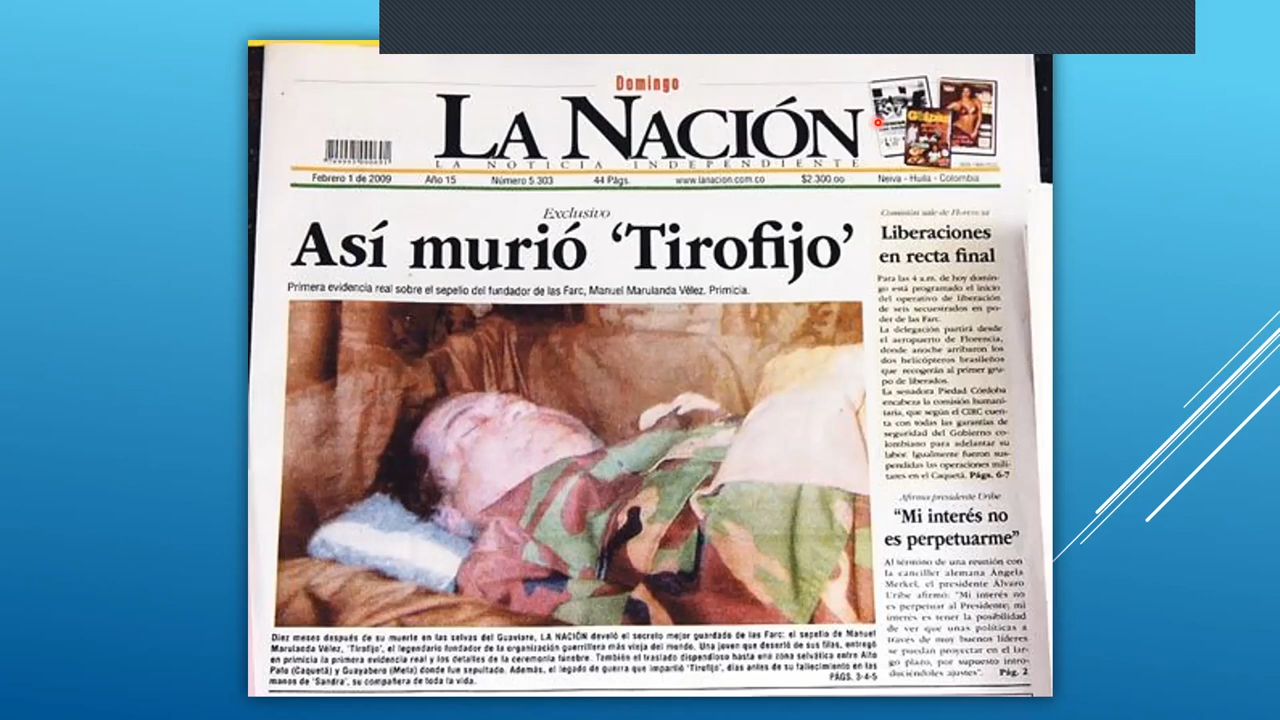 Domingo
LA NACIÓN
LA NOTICIA INDEPENDIENTE
Febrero 1 de 2009 Año 15 Número 5.303 44 Págs. www.lanacion.com.co $2.300.oo Neiva - Huila - Colombia
Exclusivo
Así murió ‘Tirofijo’
Primera evidencia real sobre el sepelio del fundador de las Farc, Manuel Marulanda Vélez. Primicia.
Diez meses después de su muerte en las selvas del Guaviare, LA NACIÓN develó el secreto mejor guardado de las Farc: el sepelio de Manuel
Marulanda Vélez, ‘Tirofijo’, el legendario fundador de la organización guerrillera más vieja del mundo. Una joven que desertó de sus filas, entregó
en primicia la primera evidencia real y los detalles de la ceremonia fúnebre. También el traslado dispendioso hasta una zona selvática entre Alto
Pato (Caquetá) y Guayabero (Meta) donde fue sepultado. Además, el legado de guerra que impartió ‘Tirofijo’, días antes de su fallecimiento en las
manos de ‘Sandra’, su compañera de toda la vida. PÁGS. 3-4-5
Comisión sale de Florencia
Liberaciones
en recta final
Para las 4 a.m. de hoy domin-
go está programado el inicio
del operativo de liberación
de seis secuestrados en po-
der de las Farc.
La delegación partirá desde
el aeropuerto de Florencia,
donde anoche arribaron los
dos helicópteros brasileños
que recogerán al primer gru-
po de liberados.
La senadora Piedad Córdoba
encabeza la comisión humani-
taria, que según el CIRC cuen-
ta con todas las garantías de
seguridad del Gobierno co-
lombiano para adelantar su
labor. Igualmente fueron sus-
pendidas las operaciones mili-
tares en el Caquetá. Págs. 6-7
Afirma presidente Uribe
“Mi interés no
es perpetuarme”
Al término de una reunión con
la canciller alemana Ángela
Merkel, el presidente Álvaro
Uribe afirmó: “Mi interés no
es perpetuar al Presidente; mi
interés es tener la posibilidad
de ver que unas políticas a
través de muy buenos líderes
se puedan proyectar en el lar-
go plazo, por supuesto intro-
duciéndoles ajustes”. Pág. 2